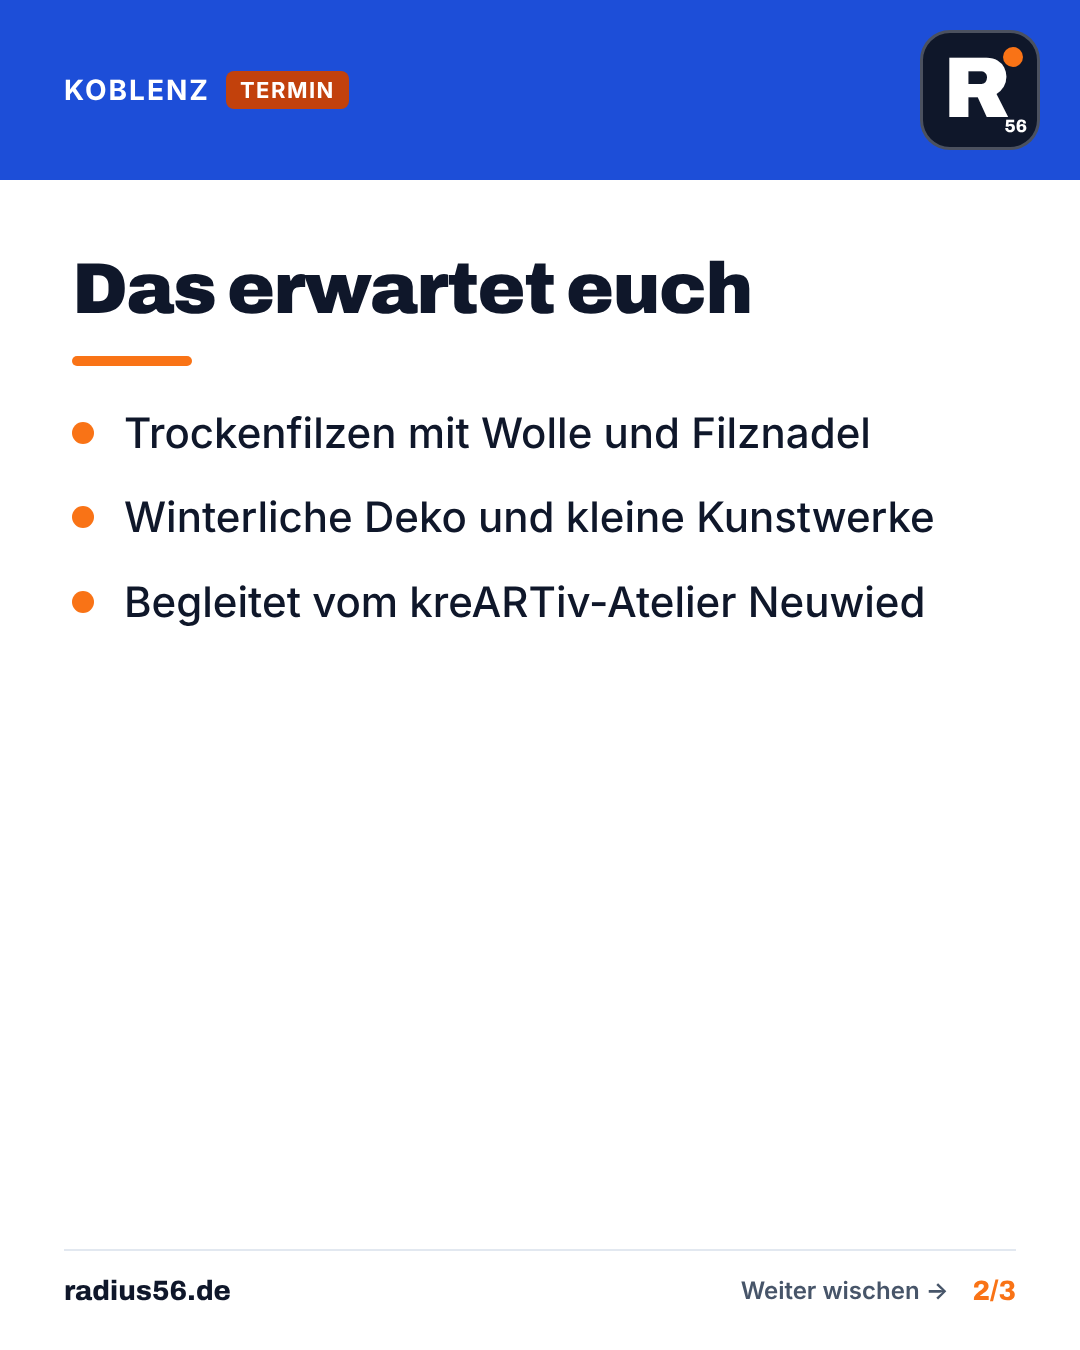 KOBLENZ TERMIN
R
56
Das erwartet euch
Trockenfilzen mit Wolle und Filznadel
Winterliche Deko und kleine Kunstwerke
Begleitet vom kreARTiv-Atelier Neuwied
radius56.de
Weiter wischen → 2/3